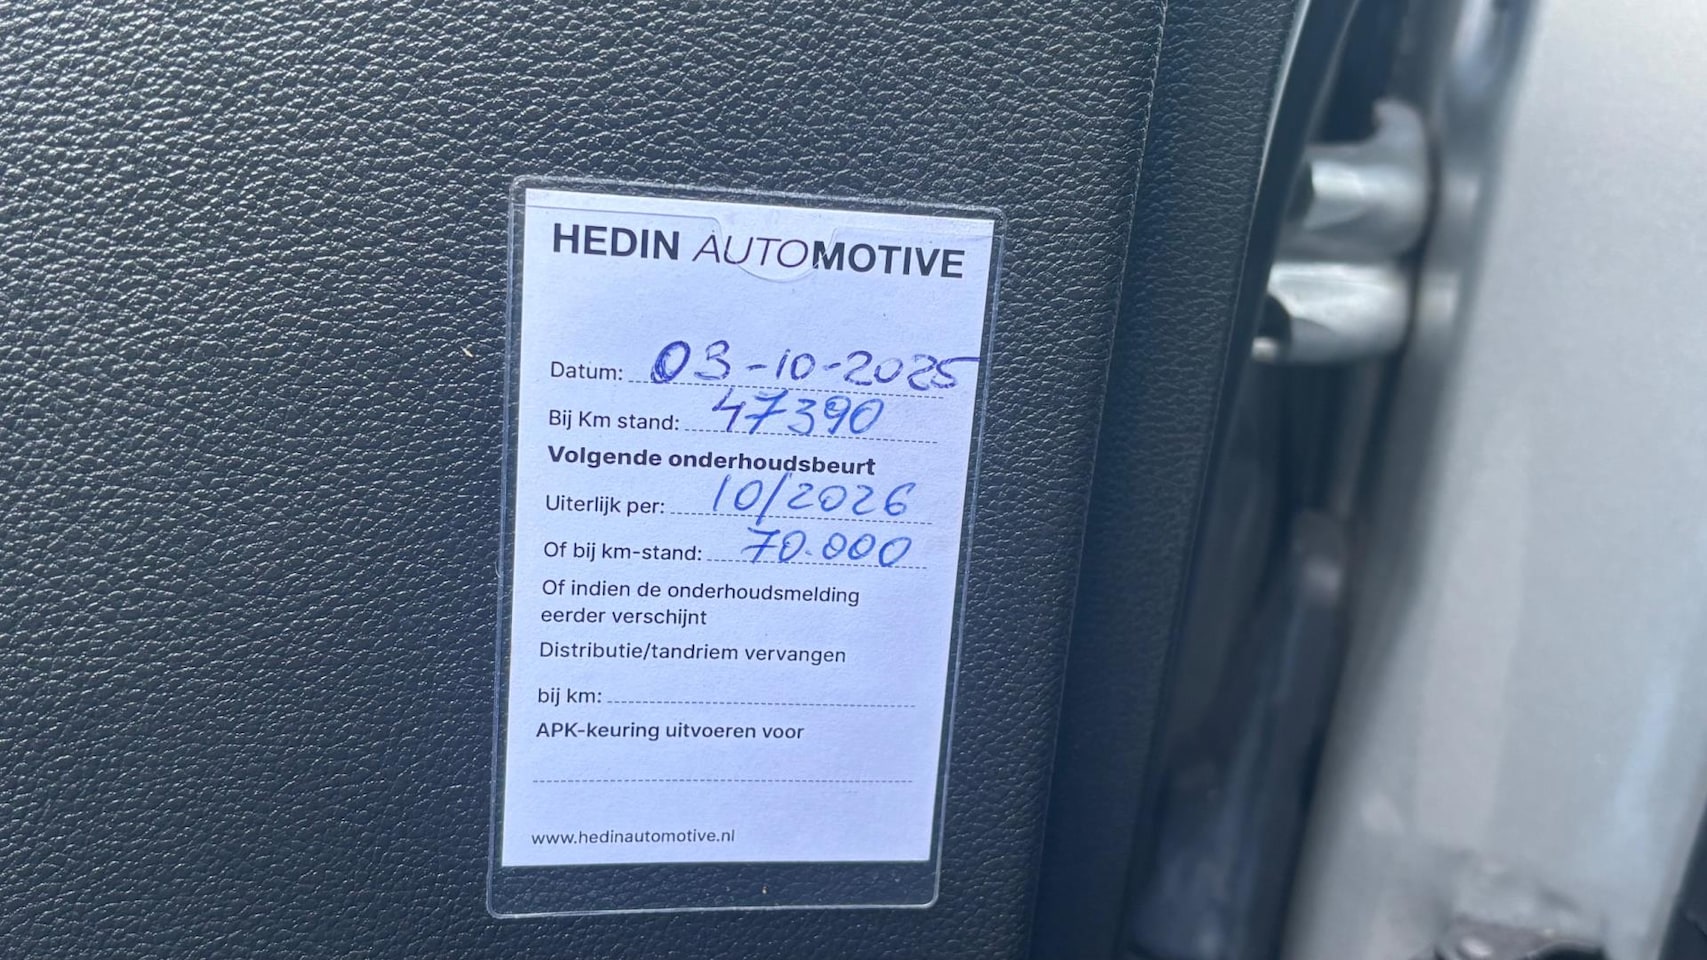 HEDIN AUTOMOTIVE
Datum: 03-10-2025
Bij Km stand: 47390
Volgende onderhoudsbeurt
Uiterlijk per: 10/2026
Of bij km-stand: 70.000
Of indien de onderhoudsmelding
eerder verschijnt
Distributie/tandriem vervangen
bij km:
APK-keuring uitvoeren voor
www.hedinautomotive.nl